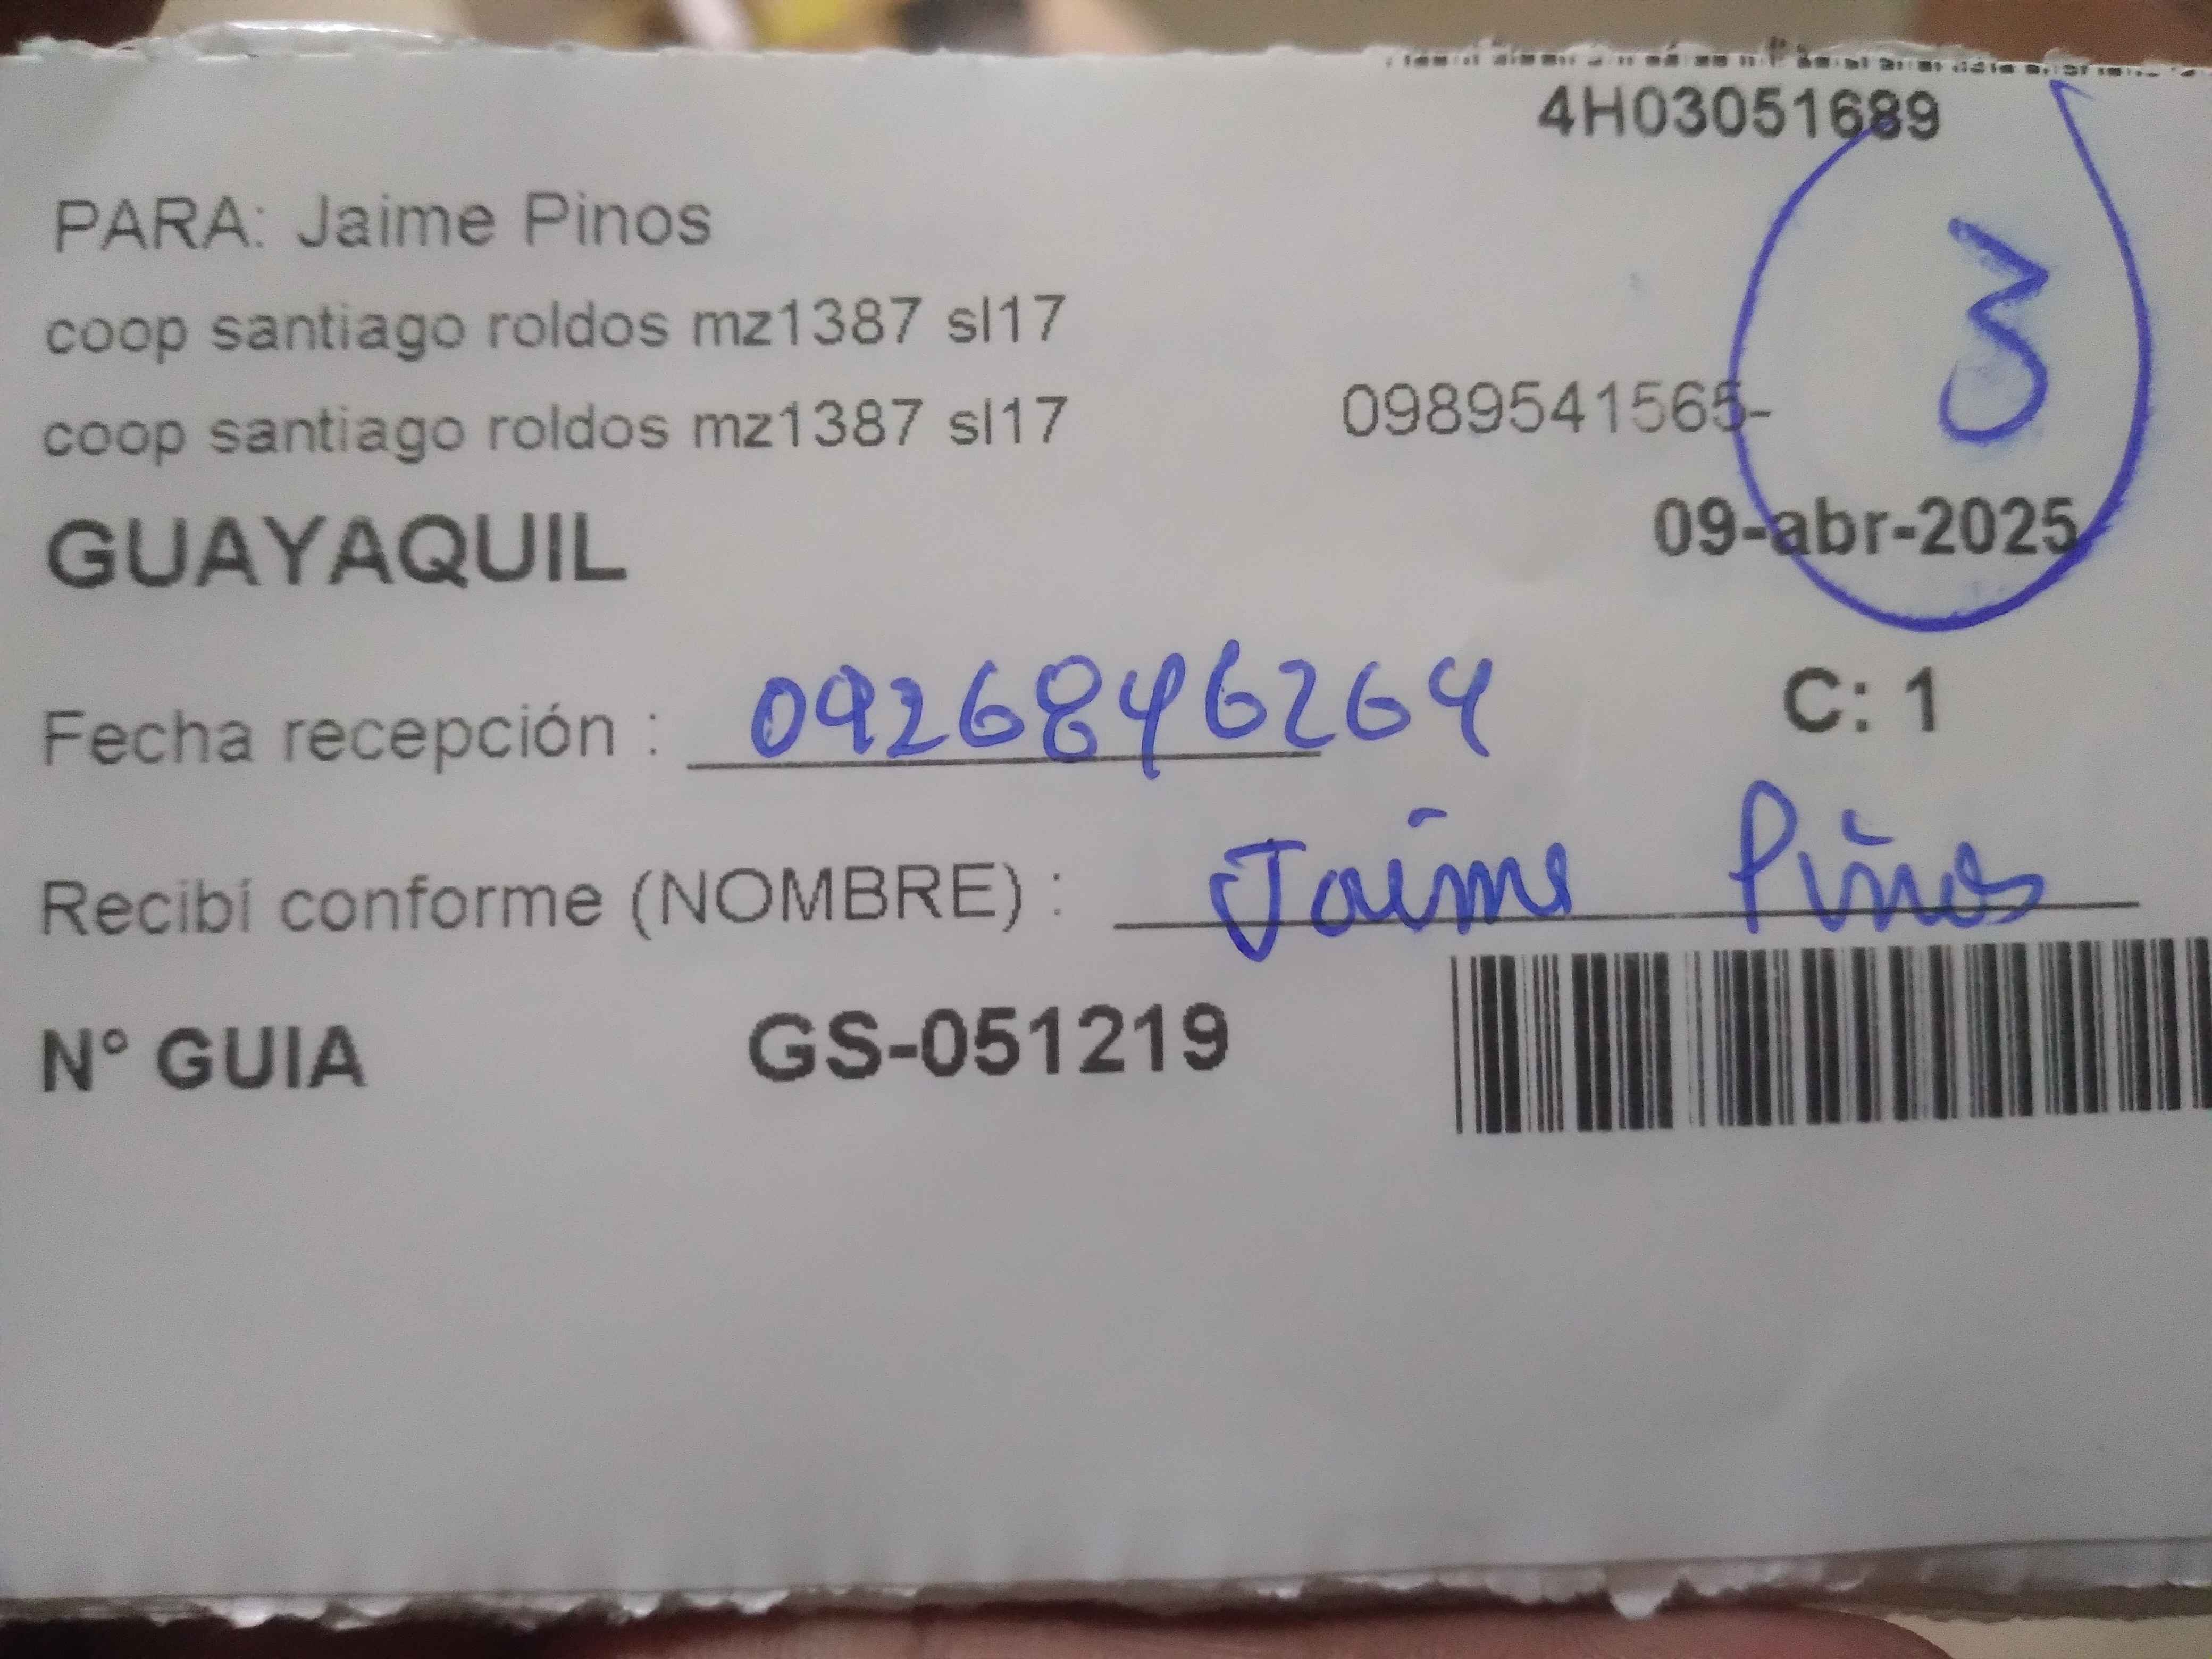 4H03051689
PARA: Jaime Pinos
3
coop santiago roldos mz1387 sl17
coop santiago roldos mz1387 sl17 0989541565-
GUAYAQUIL 09-abr-2025
Fecha recepción : 0926846264 C: 1
Recibí conforme (NOMBRE) : Jaime Piños
N° GUIA GS-051219